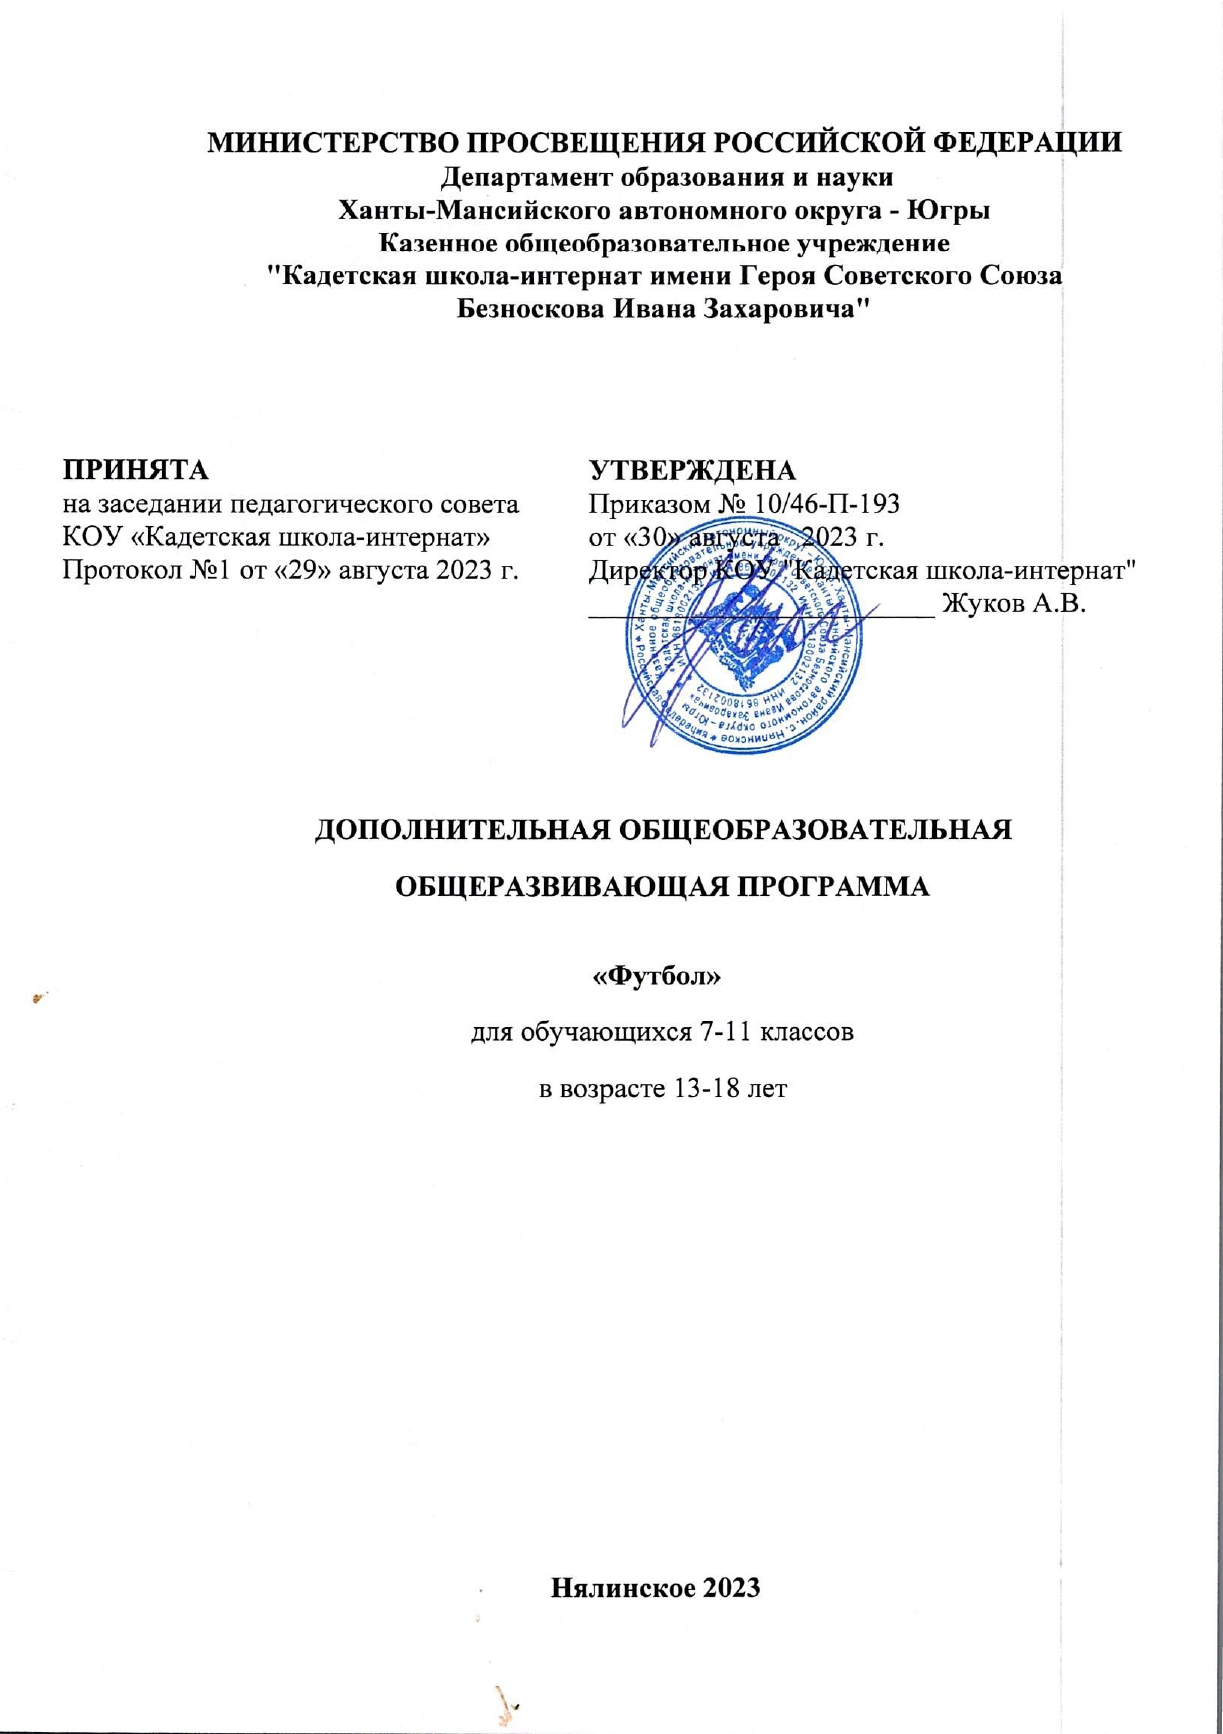 МИНИСТЕРСТВО ПРОСВЕЩЕНИЯ РОССИЙСКОЙ ФЕДЕРАЦИИ
Департамент образования и науки
Ханты-Мансийского автономного округа - Югры
Казенное общеобразовательное учреждение
"Кадетская школа-интернат имени Героя Советского Союза
Безноскова Ивана Захаровича"
ПРИНЯТА
на заседании педагогического совета
КОУ «Кадетская школа-интернат»
Протокол №1 от «29» августа 2023 г.
УТВЕРЖДЕНА
Приказом № 10/46-П-193
от «30» августа 2023 г.
Директор КОУ "Кадетская школа-интернат"
Жуков А.В.
ДОПОЛНИТЕЛЬНАЯ ОБЩЕОБРАЗОВАТЕЛЬНАЯ
ОБЩЕРАЗВИВАЮЩАЯ ПРОГРАММА
«Футбол»
для обучающихся 7-11 классов
в возрасте 13-18 лет
Нялинское 2023